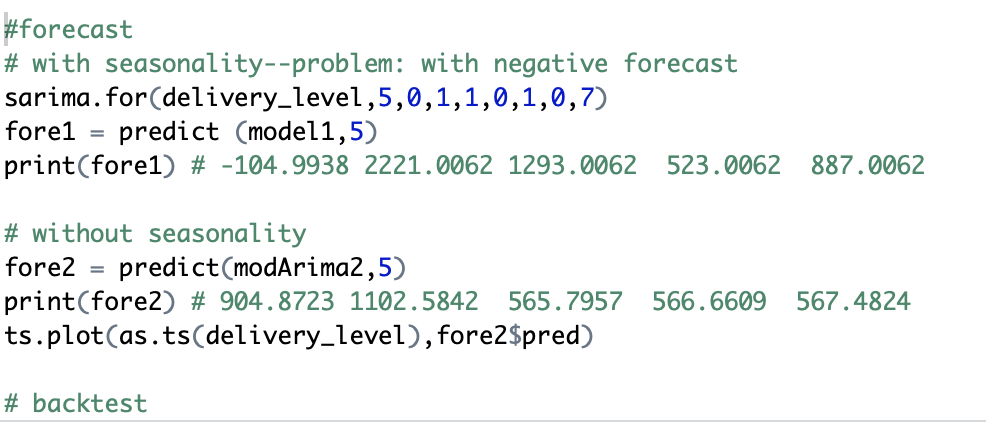 #forecast
# with seasonality--problem: with negative forecast
sarima.for(delivery_level,5,0,1,1,0,1,0,7)
fore1 = predict (model1,5)
print(fore1) # -104.9938 2221.0062 1293.0062  523.0062  887.0062
# without seasonality
fore2 = predict(modArima2,5)
print(fore2) # 904.8723 1102.5842  565.7957  566.6609  567.4824
ts.plot(as.ts(delivery_level),fore2$pred)
# backtest